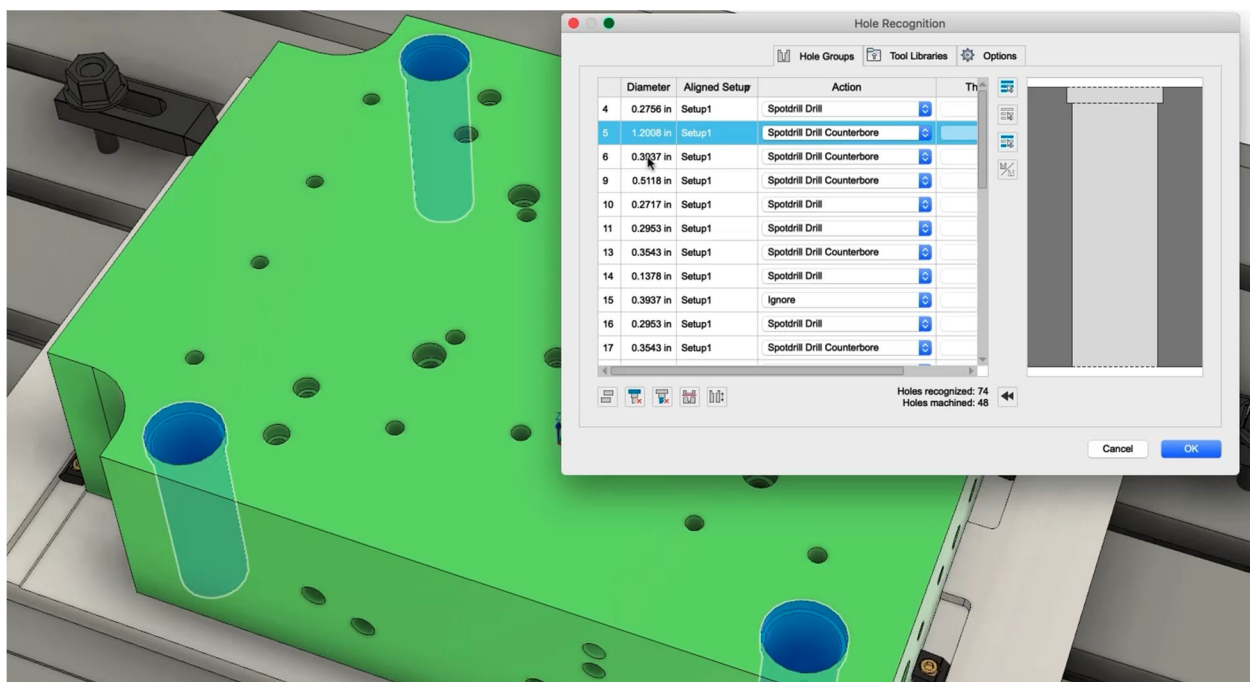 Hole Recognition
Hole Groups Tool Libraries Options
Diameter Aligned Setup Action Th
4 0.2756 in Setup1 Spotdrill Drill
5 1.2008 in Setup1 Spotdrill Drill Counterbore
6 0.3937 in Setup1 Spotdrill Drill Counterbore
9 0.5118 in Setup1 Spotdrill Drill Counterbore
10 0.2717 in Setup1 Spotdrill Drill
11 0.2953 in Setup1 Spotdrill Drill
13 0.3543 in Setup1 Spotdrill Drill Counterbore
14 0.1378 in Setup1 Spotdrill Drill
15 0.3937 in Setup1 Ignore
16 0.2953 in Setup1 Spotdrill Drill
17 0.3543 in Setup1 Spotdrill Drill Counterbore
Holes recognized: 74
Holes machined: 48
Cancel OK